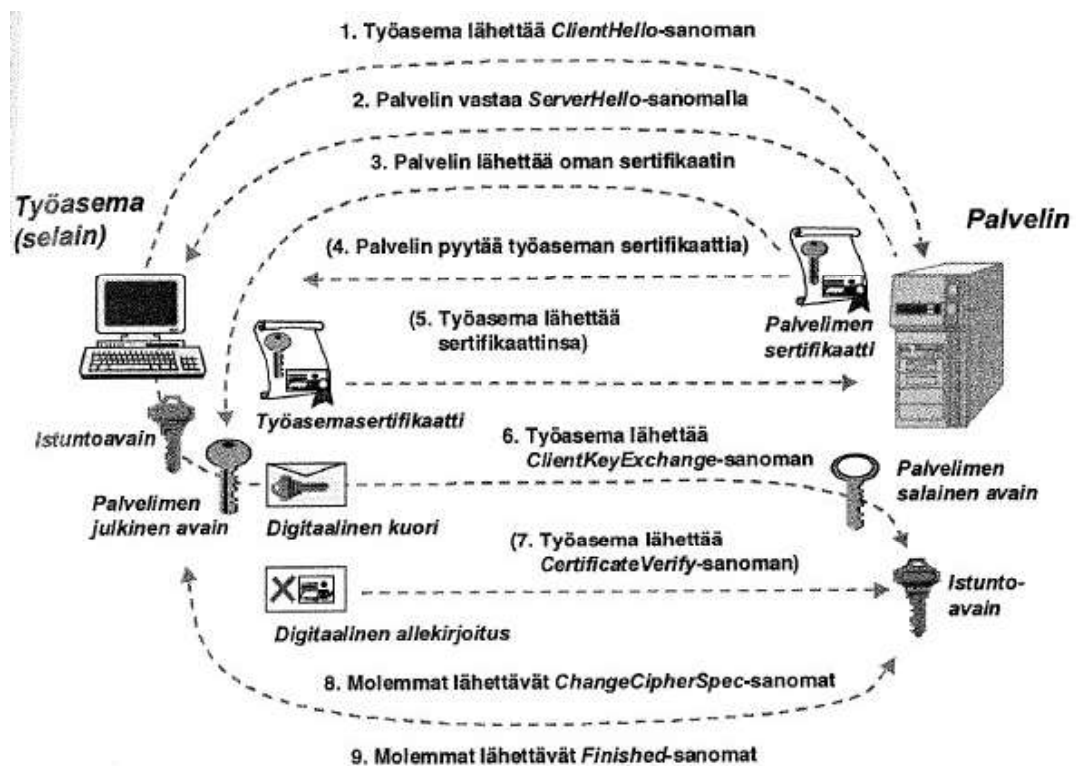 1. Työasema lähettää ClientHello-sanoman
2. Palvelin vastaa ServerHello-sanomalla
3. Palvelin lähettää oman sertifikaatin
Työasema
(selain)
Palvelin
(4. Palvelin pyytää työaseman sertifikaattia)
(5. Työasema lähettää
sertifikaattinsa)
Palvelimen
sertifikaatti
Työasemasertifikaatti
Istuntoavain
6. Työasema lähettää
ClientKeyExchange-sanoman
Palvelimen
salainen avain
Palvelimen
julkinen avain
Digitaalinen kuori
(7. Työasema lähettää
CertificateVerify-sanoman)
Istunto-
avain
Digitaalinen allekirjoitus
8. Molemmat lähettävät ChangeCipherSpec-sanomat
9. Molemmat lähettävät Finished-sanomat